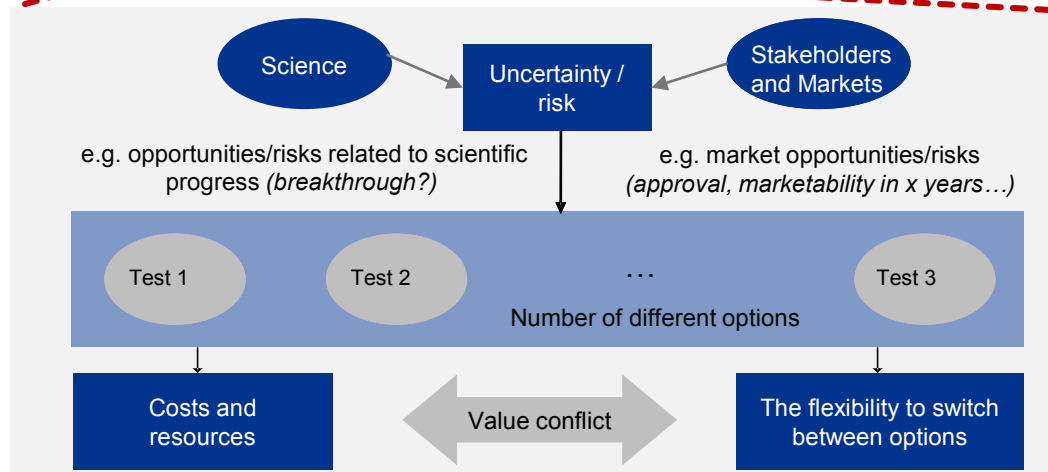 Science
Uncertainty /
risk
Stakeholders
and Markets
e.g. opportunities/risks related to scientific
progress (breakthrough?)
e.g. market opportunities/risks
(approval, marketability in x years…)
Test 1
Test 2
…
Test 3
Number of different options
Costs and
resources
Value conflict
The flexibility to switch
between options